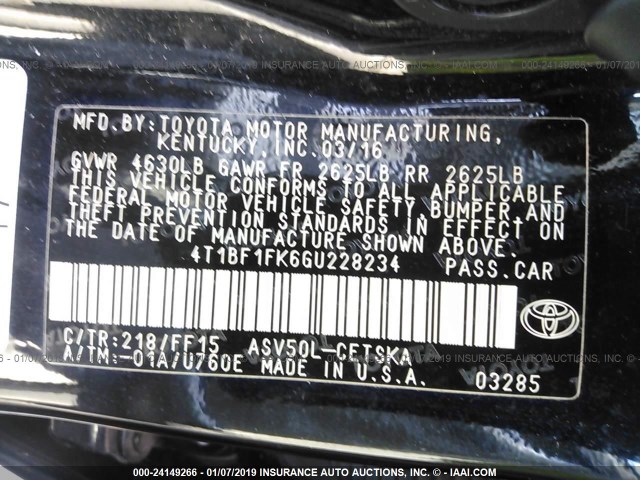 MFD.BY:TOYOTA MOTOR MANUFACTURING,
KENTUCKY, INC. 03/16
GVWR 4630LB GAWR FR 2625LB RR 2625LB
THIS VEHICLE CONFORMS TO ALL APPLICABLE
FEDERAL MOTOR VEHICLE SAFETY,BUMPER,AND
THEFT PREVENTION STANDARDS IN EFFECT ON
THE DATE OF MANUFACTURE SHOWN ABOVE.
4T1BF1FK6GU228234 PASS.CAR
C/TR:218/FF15 ASV50L-CETSKA
A/TM:-01A/U760E MADE IN U.S.A. 03285
TOYOTA
000-24149266 - 01/07/2019 INSURANCE AUTO AUCTIONS, INC. © - IAAI.COM